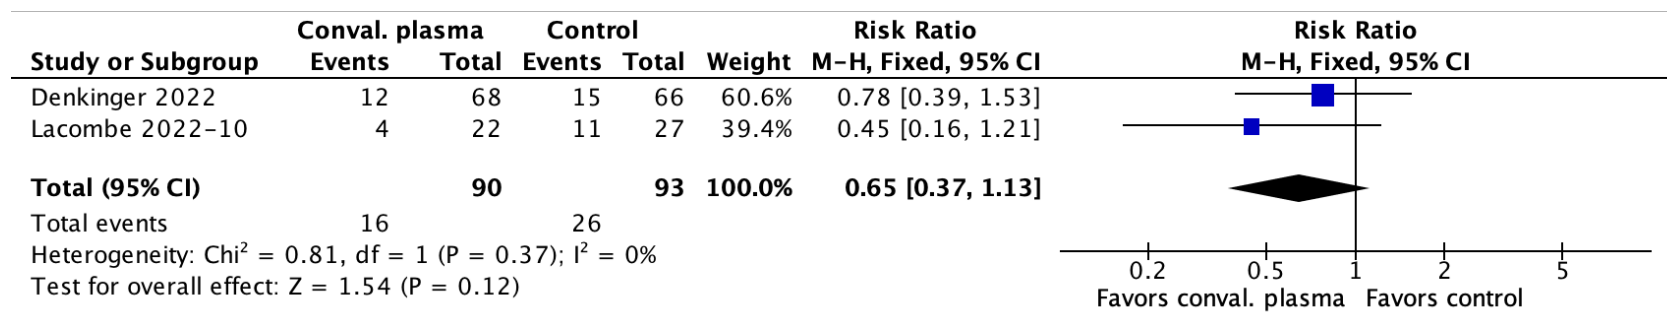 Conval. plasma Control Risk Ratio Risk Ratio
Study or Subgroup Events Total Events Total Weight M-H, Fixed, 95% CI M-H, Fixed, 95% CI
Denkinger 2022 12 68 15 66 60.6% 0.78 [0.39, 1.53]
Lacombe 2022-10 4 22 11 27 39.4% 0.45 [0.16, 1.21]
Total (95% CI) 90 93 100.0% 0.65 [0.37, 1.13]
Total events 16 26
Heterogeneity: Chi² = 0.81, df = 1 (P = 0.37); I² = 0%
Test for overall effect: Z = 1.54 (P = 0.12)
0.2 0.5 1 2 5
Favors conval. plasma Favors control